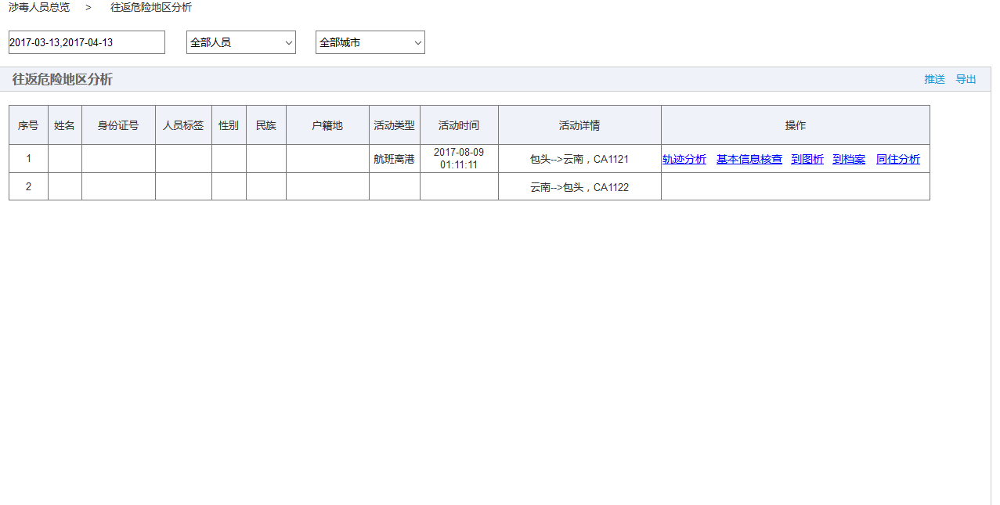 涉毒人员总览 > 往返危险地区分析
2017-03-13,2017-04-13 全部人员 全部城市
往返危险地区分析 推送 导出
序号 姓名 身份证号 人员标签 性别 民族 户籍地 活动类型 活动时间 活动详情 操作
1 航班离港 2017-08-09 01:11:11 包头-->云南，CA1121 轨迹分析 基本信息核查 到图析 到档案 同住分析
2 云南-->包头，CA1122